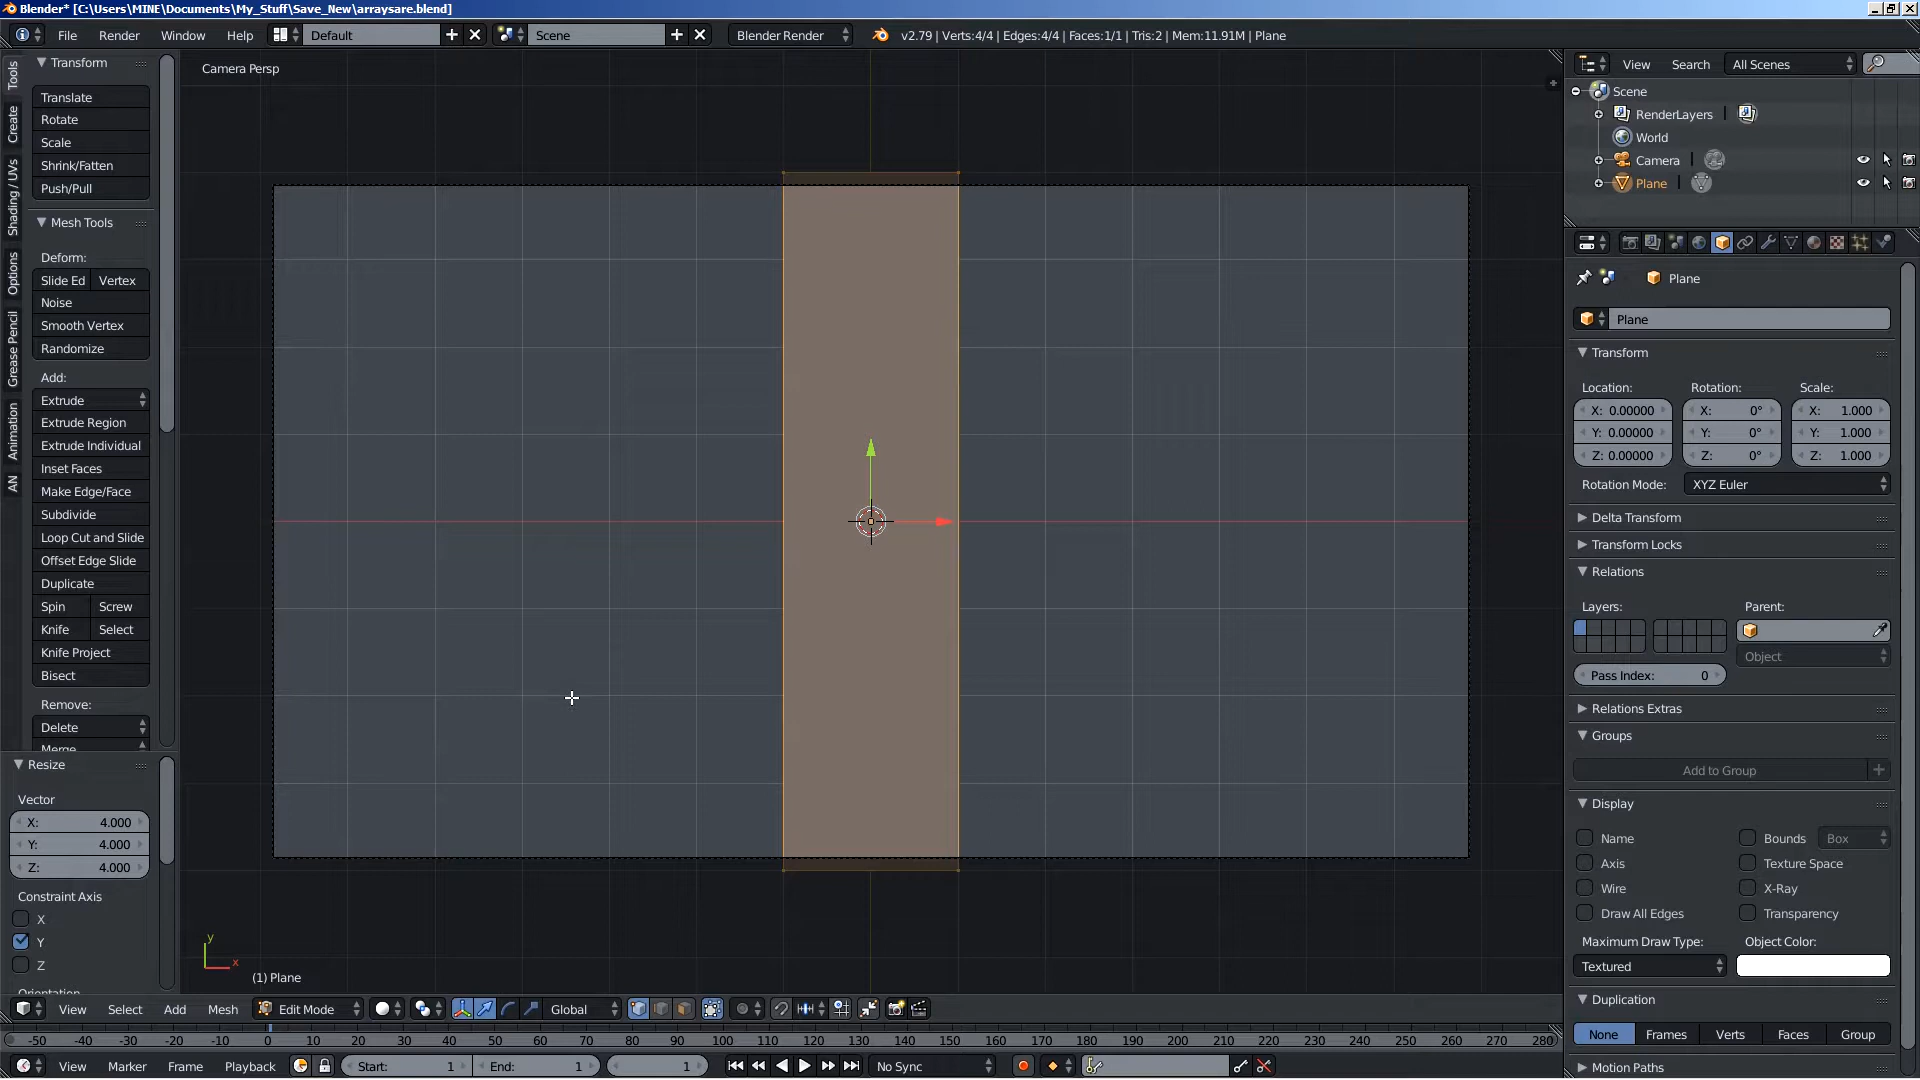 Blender* [C:\Users\MINE\Documents\My_Stuff\Save_New\arraysare.blend]
File Render Window Help Default Scene Blender Render v2.79 | Verts:4/4 | Edges:4/4 | Faces:1/1 | Tris:2 | Mem:11.91M | Plane
Tools
Create
Shading / UVs
Options
Grease Pencil
Animation
AN
Transform
Translate
Rotate
Scale
Shrink/Fatten
Push/Pull
Mesh Tools
Deform:
Slide Ed Vertex
Noise
Smooth Vertex
Randomize
Add:
Extrude
Extrude Region
Extrude Individual
Inset Faces
Make Edge/Face
Subdivide
Loop Cut and Slide
Offset Edge Slide
Duplicate
Spin Screw
Knife Select
Knife Project
Bisect
Remove:
Delete
Merge
Resize
Vector
X: 4.000
Y: 4.000
Z: 4.000
Constraint Axis
X
Y
Z
Orientation
Camera Persp
y
x
(1) Plane
View Select Add Mesh Edit Mode Global
-50 -40 -30 -20 -10 0 10 20 30 40 50 60 70 80 90 100 110 120 130 140 150 160 170 180 190 200 210 220 230 240 250 260 270 280
View Marker Frame Playback Start: 1 End: 1 1 No Sync
View Search All Scenes
Scene
RenderLayers
World
Camera
Plane
Plane
Plane
Transform
Location: Rotation: Scale:
X: 0.00000 X: 0° X: 1.000
Y: 0.00000 Y: 0° Y: 1.000
Z: 0.00000 Z: 0° Z: 1.000
Rotation Mode: XYZ Euler
Delta Transform
Transform Locks
Relations
Layers: Parent:
Object
Pass Index: 0
Relations Extras
Groups
Add to Group
Display
Name Bounds Box
Axis Texture Space
Wire X-Ray
Draw All Edges Transparency
Maximum Draw Type: Object Color:
Textured
Duplication
None Frames Verts Faces Group
Motion Paths